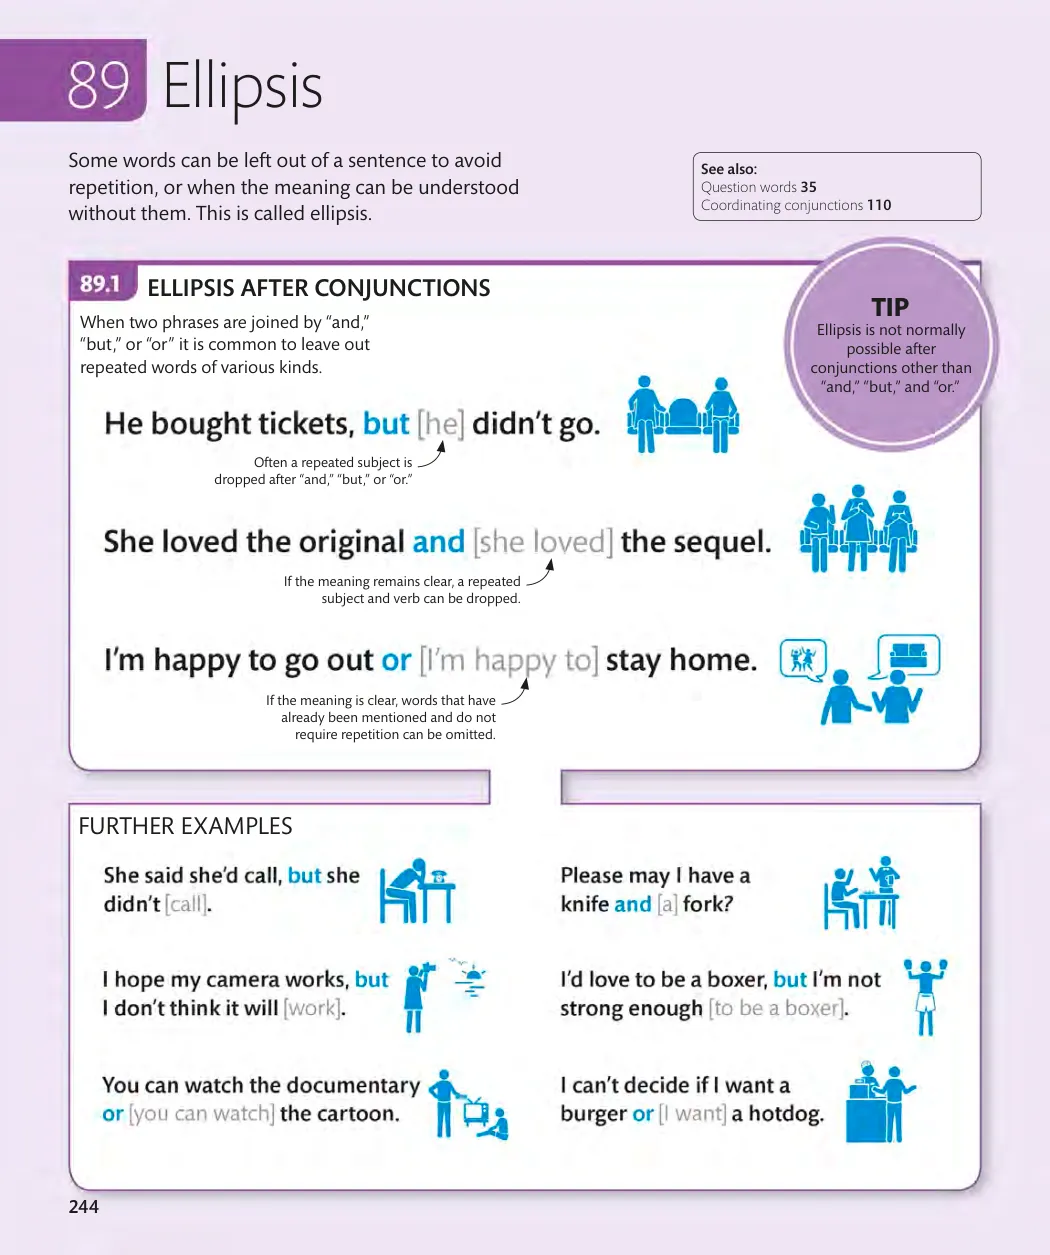 89 Ellipsis
Some words can be left out of a sentence to avoid
repetition, or when the meaning can be understood
without them. This is called ellipsis.
See also:
Question words 35
Coordinating conjunctions 110
89.1 ELLIPSIS AFTER CONJUNCTIONS
When two phrases are joined by “and,”
“but,” or “or” it is common to leave out
repeated words of various kinds.
TIP
Ellipsis is not normally
possible after
conjunctions other than
“and,” “but,” and “or.”
He bought tickets, but [he] didn’t go.
Often a repeated subject is
dropped after “and,” “but,” or “or.”
She loved the original and [she loved] the sequel.
If the meaning remains clear, a repeated
subject and verb can be dropped.
I’m happy to go out or [I’m happy to] stay home.
If the meaning is clear, words that have
already been mentioned and do not
require repetition can be omitted.
FURTHER EXAMPLES
She said she’d call, but she
didn’t [call].
Please may I have a
knife and [a] fork?
I hope my camera works, but
I don’t think it will [work].
I’d love to be a boxer, but I’m not
strong enough [to be a boxer].
You can watch the documentary
or [you can watch] the cartoon.
I can’t decide if I want a
burger or [I want] a hotdog.
244